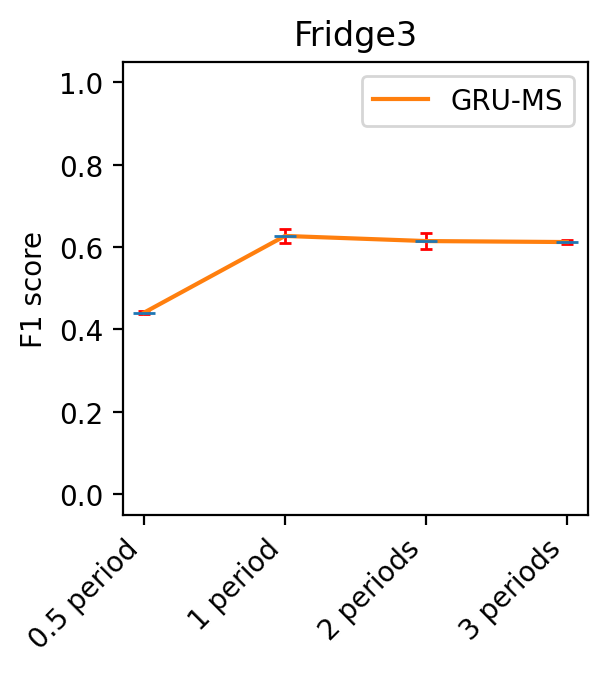 Fridge3
GRU-MS
F1 score
1.0
0.8
0.6
0.4
0.2
0.0
0.5 period
1 period
2 periods
3 periods